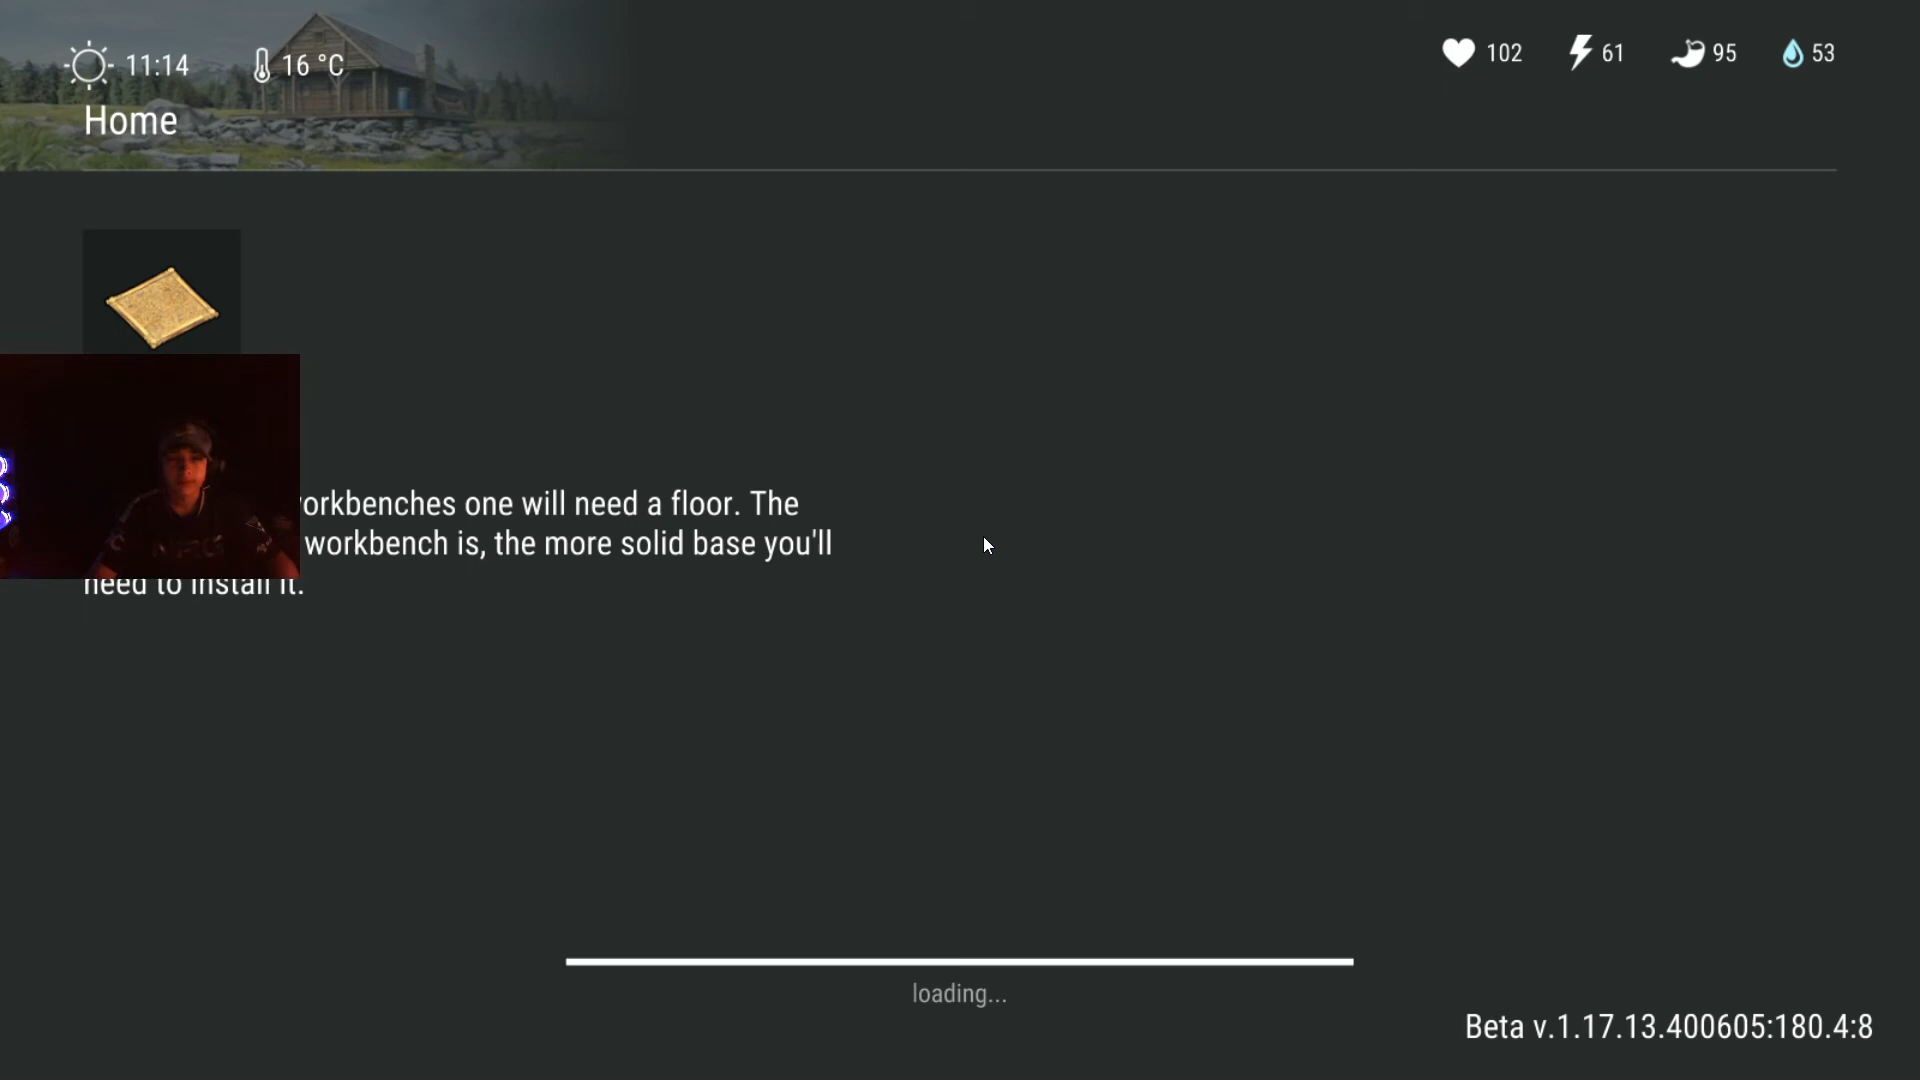 11:14 16 °C
Home
102 61 95 53
workbenches one will need a floor. The
workbench is, the more solid base you'll
need to install it.
loading...
Beta v.1.17.13.400605:180.4:8